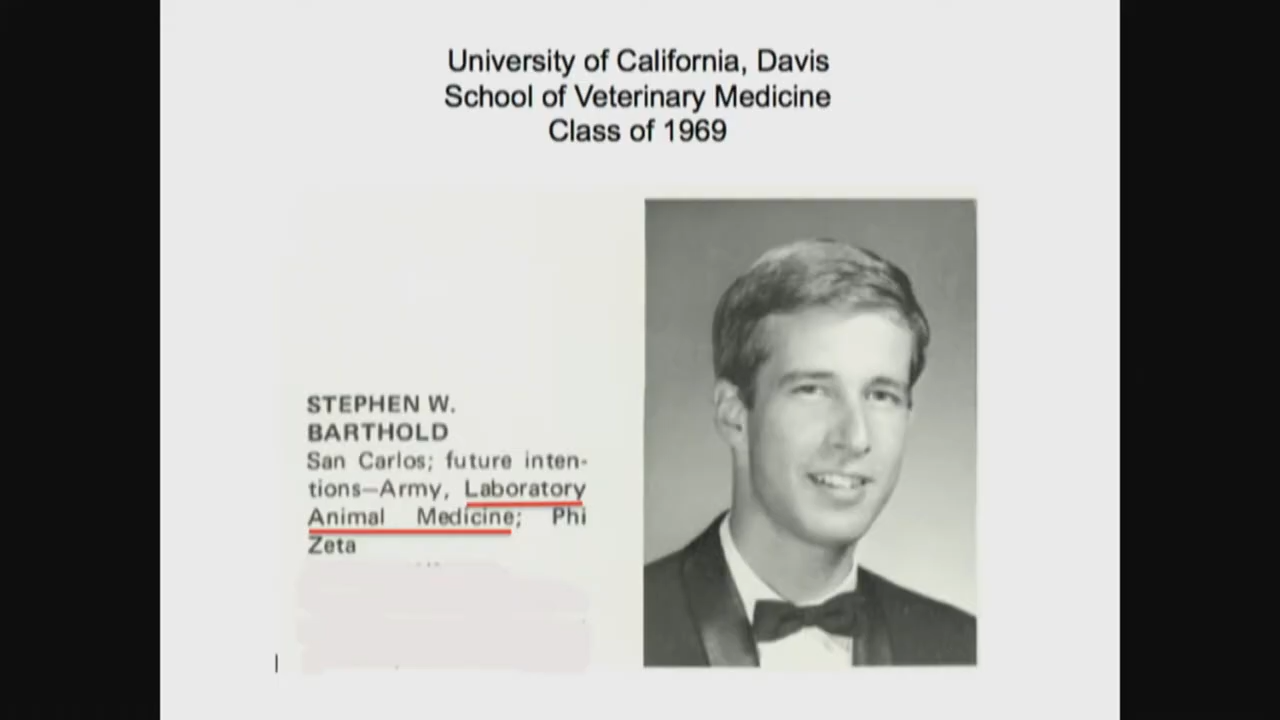 University of California, Davis
School of Veterinary Medicine
Class of 1969
STEPHEN W.
BARTHOLD
San Carlos; future inten-
tions—Army, Laboratory
Animal Medicine; Phi
Zeta